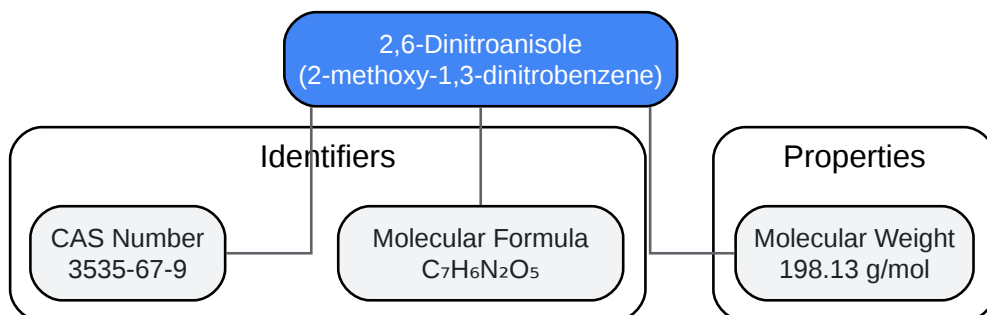 2,6-Dinitroanisole
(2-methoxy-1,3-dinitrobenzene)
Identifiers
Properties
CAS Number
3535-67-9
Molecular Formula
C₇H₆N₂O₅
Molecular Weight
198.13 g/mol